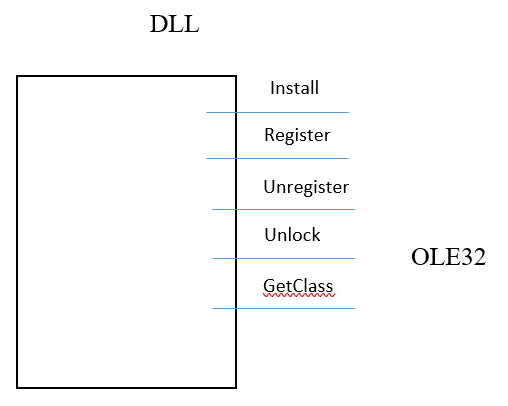 DLL
Install
Register
Unregister
Unlock
OLE32
GetClass